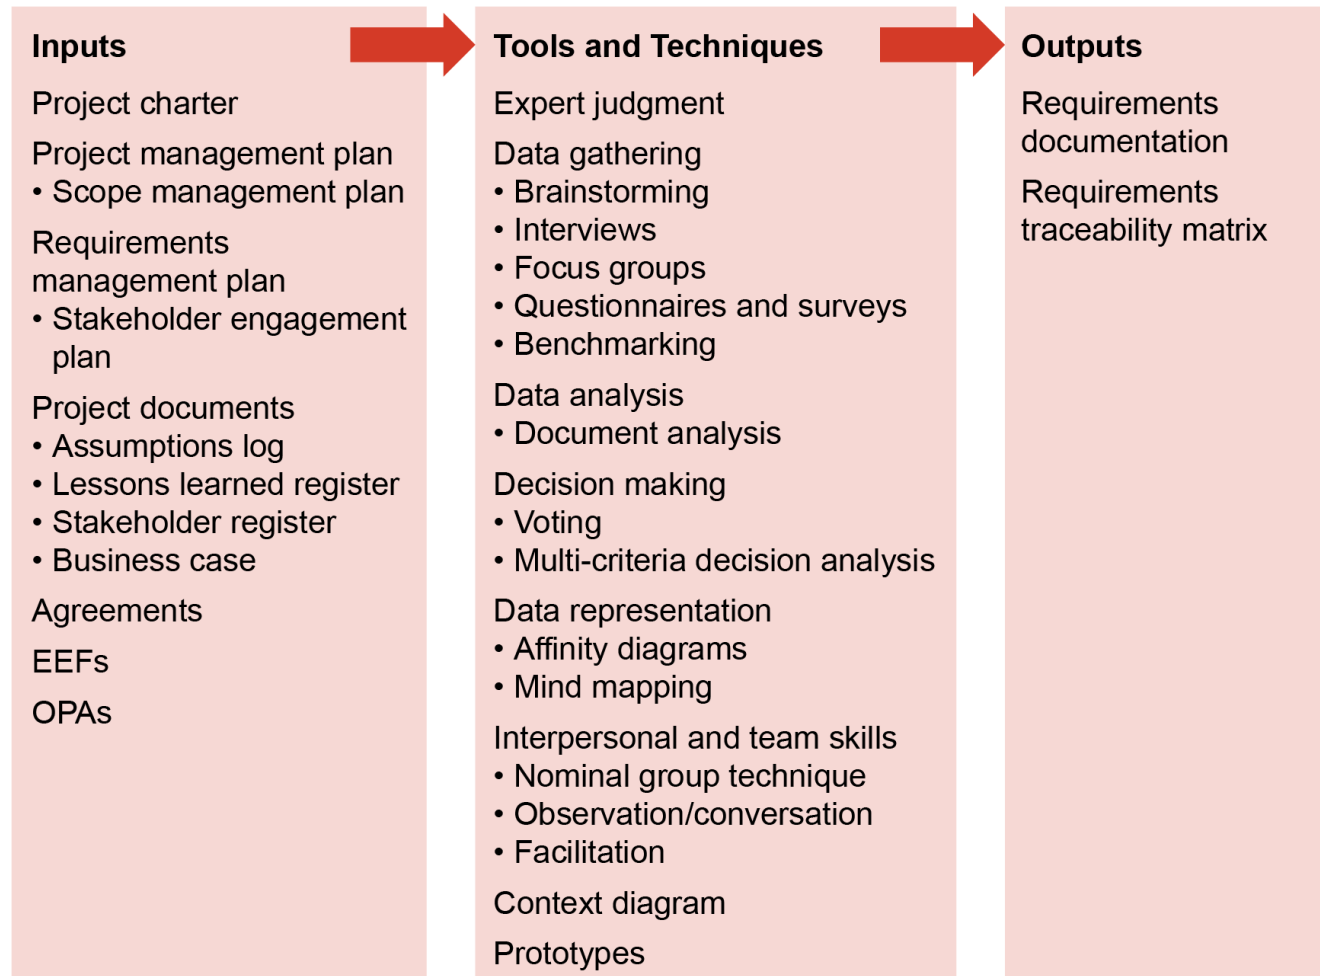 Inputs
Project charter
Project management plan
• Scope management plan
Requirements
management plan
• Stakeholder engagement
plan
Project documents
• Assumptions log
• Lessons learned register
• Stakeholder register
• Business case
Agreements
EEFs
OPAs
Tools and Techniques
Expert judgment
Data gathering
• Brainstorming
• Interviews
• Focus groups
• Questionnaires and surveys
• Benchmarking
Data analysis
• Document analysis
Decision making
• Voting
• Multi-criteria decision analysis
Data representation
• Affinity diagrams
• Mind mapping
Interpersonal and team skills
• Nominal group technique
• Observation/conversation
• Facilitation
Context diagram
Prototypes
Outputs
Requirements
documentation
Requirements
traceability matrix